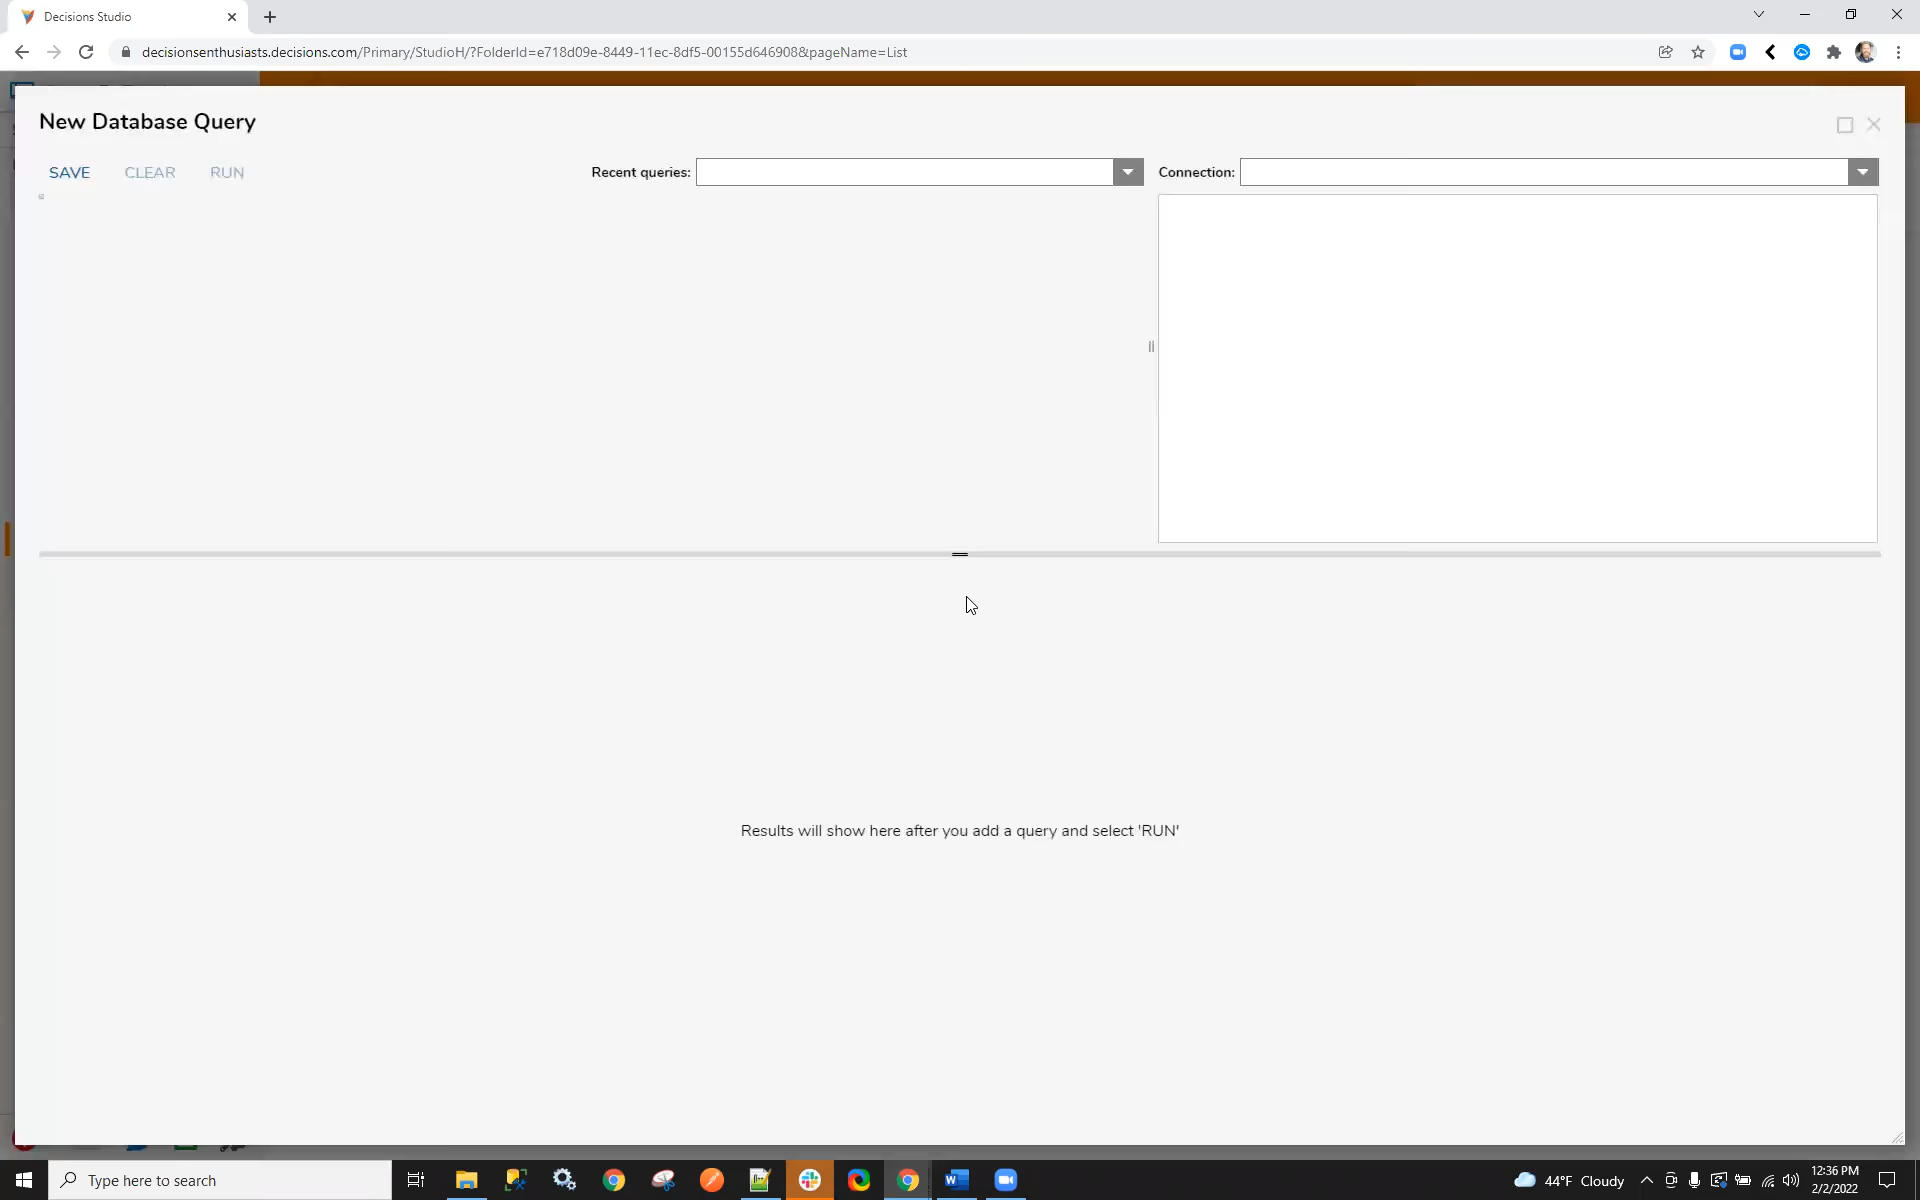 Decisions Studio
decisionsenthusiasts.decisions.com/Primary/StudioH/?FolderId=e718d09e-8449-11ec-8df5-00155d646908&pageName=List
New Database Query
SAVE CLEAR RUN Recent queries: Connection:
Results will show here after you add a query and select 'RUN'
Type here to search
44°F Cloudy
12:36 PM
2/2/2022